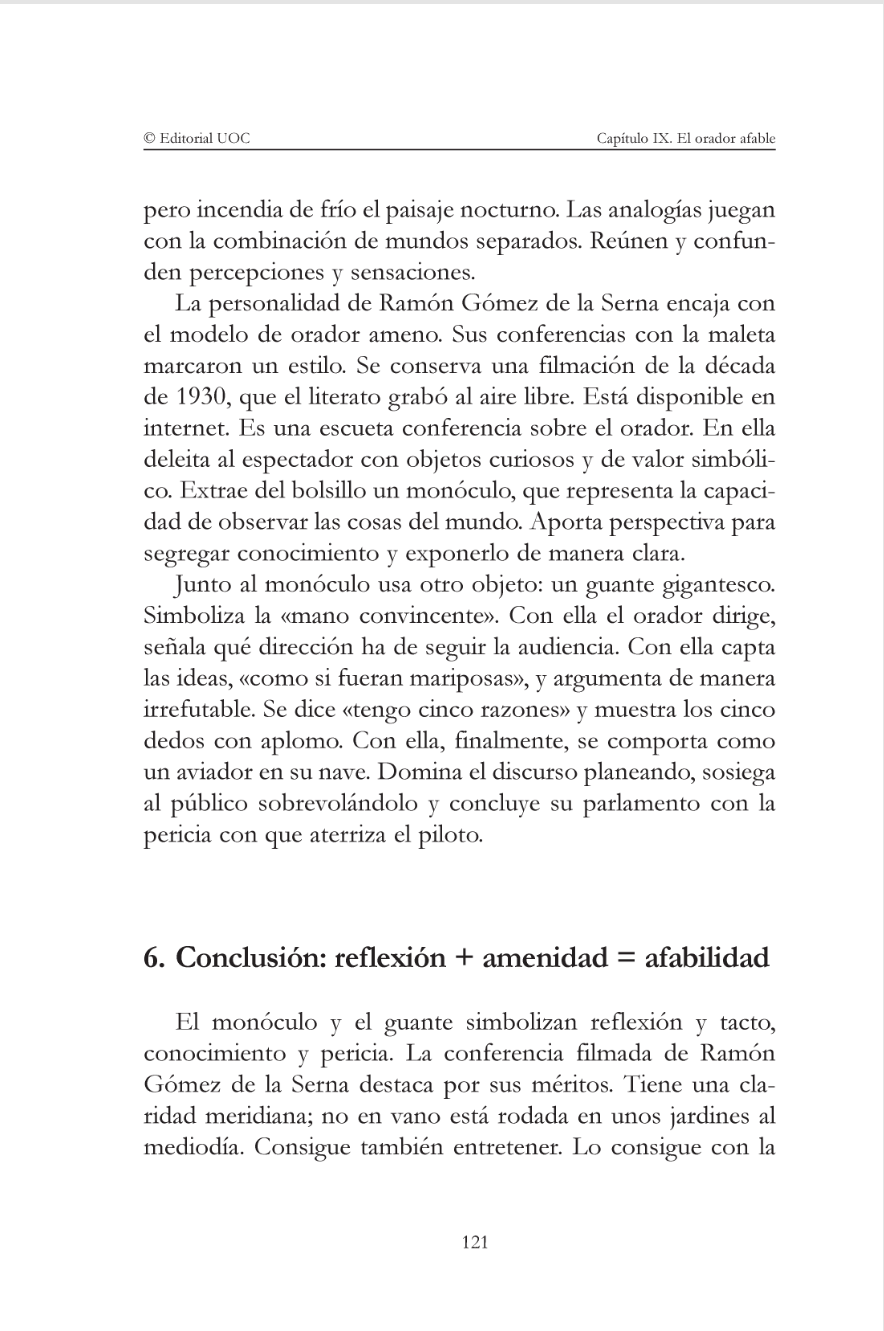 © Editorial UOC
Capítulo IX. El orador afable
pero incendia de frío el paisaje nocturno. Las analogías juegan
con la combinación de mundos separados. Reúnen y confun-
den percepciones y sensaciones.
La personalidad de Ramón Gómez de la Serna encaja con
el modelo de orador ameno. Sus conferencias con la maleta
marcaron un estilo. Se conserva una filmación de la década
de 1930, que el literato grabó al aire libre. Está disponible en
internet. Es una escueta conferencia sobre el orador. En ella
deleita al espectador con objetos curiosos y de valor simbóli-
co. Extrae del bolsillo un monóculo, que representa la capaci-
dad de observar las cosas del mundo. Aporta perspectiva para
segregar conocimiento y exponerlo de manera clara.
Junto al monóculo usa otro objeto: un guante gigantesco.
Simboliza la «mano convincente». Con ella el orador dirige,
señala qué dirección ha de seguir la audiencia. Con ella capta
las ideas, «como si fueran mariposas», y argumenta de manera
irrefutable. Se dice «tengo cinco razones» y muestra los cinco
dedos con aplomo. Con ella, finalmente, se comporta como
un aviador en su nave. Domina el discurso planeando, sosiega
al público sobrevolándolo y concluye su parlamento con la
pericia con que aterriza el piloto.
6. Conclusión: reflexión + amenidad = afabilidad
El monóculo y el guante simbolizan reflexión y tacto,
conocimiento y pericia. La conferencia filmada de Ramón
Gómez de la Serna destaca por sus méritos. Tiene una cla-
ridad meridiana; no en vano está rodada en unos jardines al
mediodía. Consigue también entretener. Lo consigue con la
121